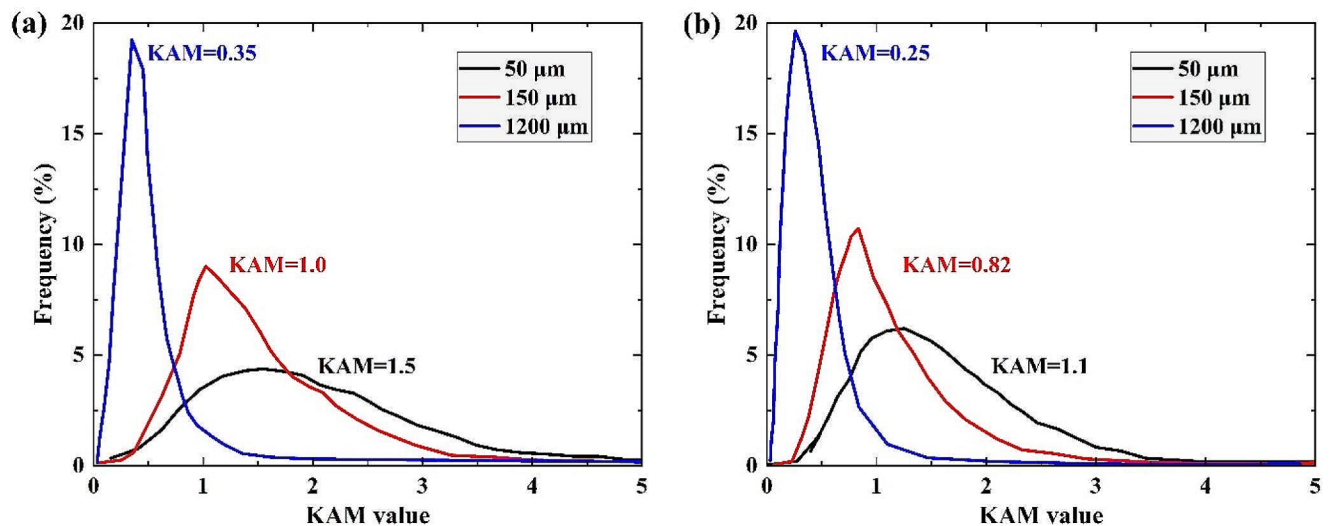 (a)
20
15
10
5
0
Frequency (%)
KAM=0.35
KAM=1.0
KAM=1.5
50 μm
150 μm
1200 μm
0 1 2 3 4 5
KAM value
(b)
20
15
10
5
0
Frequency (%)
KAM=0.25
KAM=0.82
KAM=1.1
50 μm
150 μm
1200 μm
0 1 2 3 4 5
KAM value